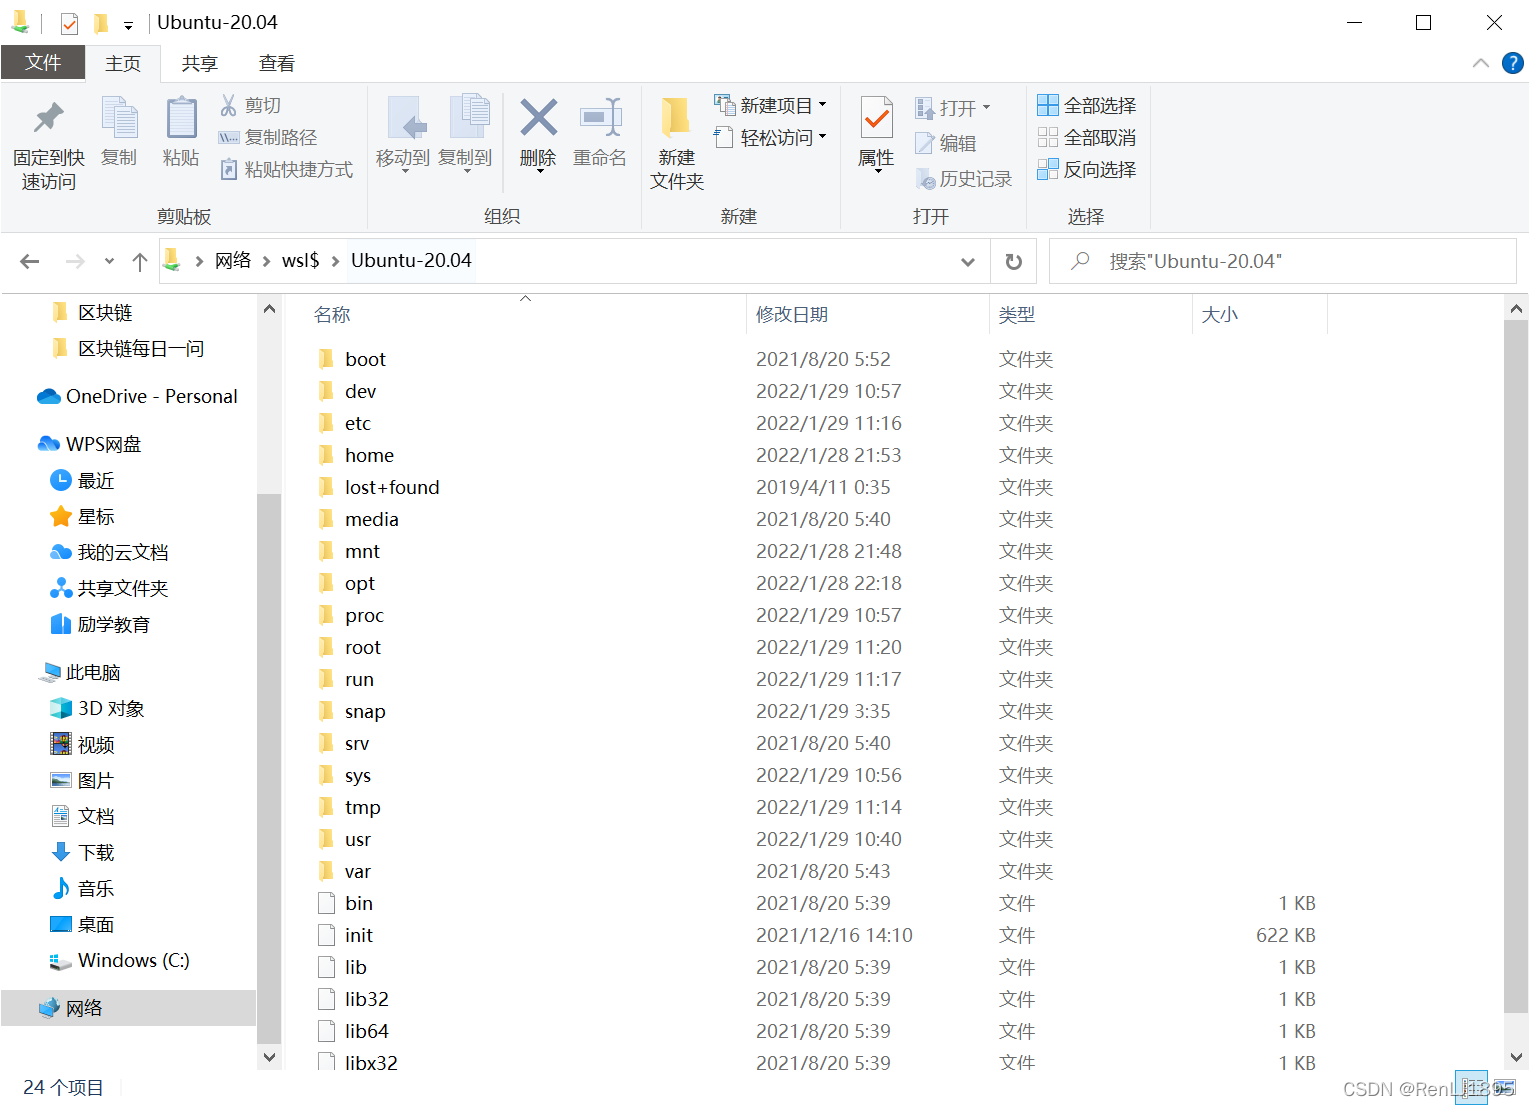 Ubuntu-20.04
文件 主页 共享 查看
固定到快速访问
复制
粘贴
剪切
复制路径
粘贴快捷方式
剪贴板
移动到
复制到
删除
重命名
组织
新建文件夹
新建项目
轻松访问
新建
属性
打开
编辑
历史记录
打开
全部选择
全部取消
反向选择
选择
网络 wsl$ Ubuntu-20.04
搜索"Ubuntu-20.04"
区块链
区块链每日一问
OneDrive - Personal
WPS网盘
最近
星标
我的云文档
共享文件夹
励学教育
此电脑
3D 对象
视频
图片
文档
下载
音乐
桌面
Windows (C:)
网络
名称 修改日期 类型 大小
boot 2021/8/20 5:52 文件夹
dev 2022/1/29 10:57 文件夹
etc 2022/1/29 11:16 文件夹
home 2022/1/28 21:53 文件夹
lost+found 2019/4/11 0:35 文件夹
media 2021/8/20 5:40 文件夹
mnt 2022/1/28 21:48 文件夹
opt 2022/1/28 22:18 文件夹
proc 2022/1/29 10:57 文件夹
root 2022/1/29 11:20 文件夹
run 2022/1/29 11:17 文件夹
snap 2022/1/29 3:35 文件夹
srv 2021/8/20 5:40 文件夹
sys 2022/1/29 10:56 文件夹
tmp 2022/1/29 11:14 文件夹
usr 2022/1/29 10:40 文件夹
var 2021/8/20 5:43 文件夹
bin 2021/8/20 5:39 文件 1 KB
init 2021/12/16 14:10 文件 622 KB
lib 2021/8/20 5:39 文件 1 KB
lib32 2021/8/20 5:39 文件 1 KB
lib64 2021/8/20 5:39 文件 1 KB
libx32 2021/8/20 5:39 文件 1 KB
24 个项目
CSDN